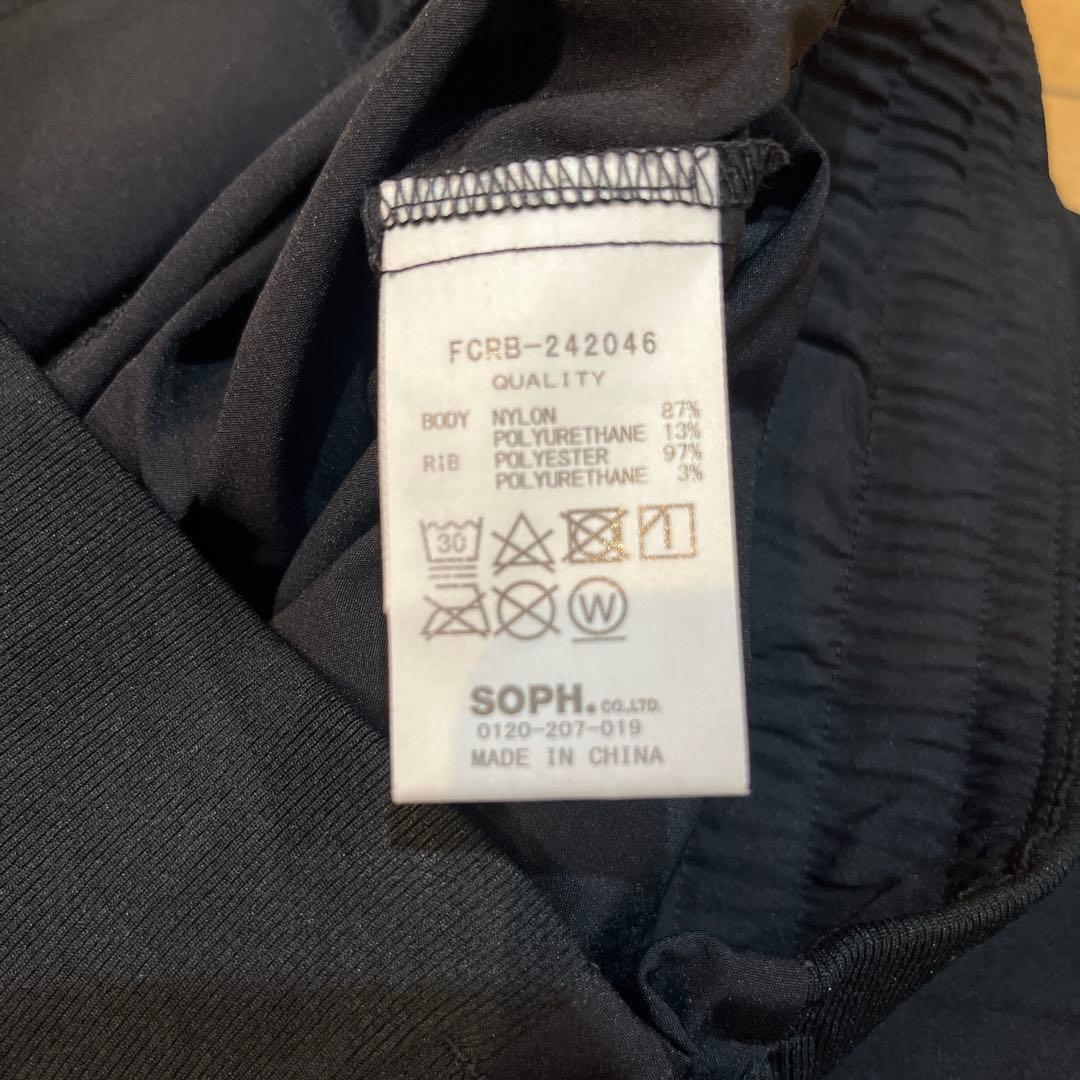 FCRB-242046
QUALITY
BODY NYLON 87%
POLYURETHANE 13%
RIB POLYESTER 97%
POLYURETHANE 3%
30
W
SOPH. CO.,LTD.
0120-207-019
MADE IN CHINA